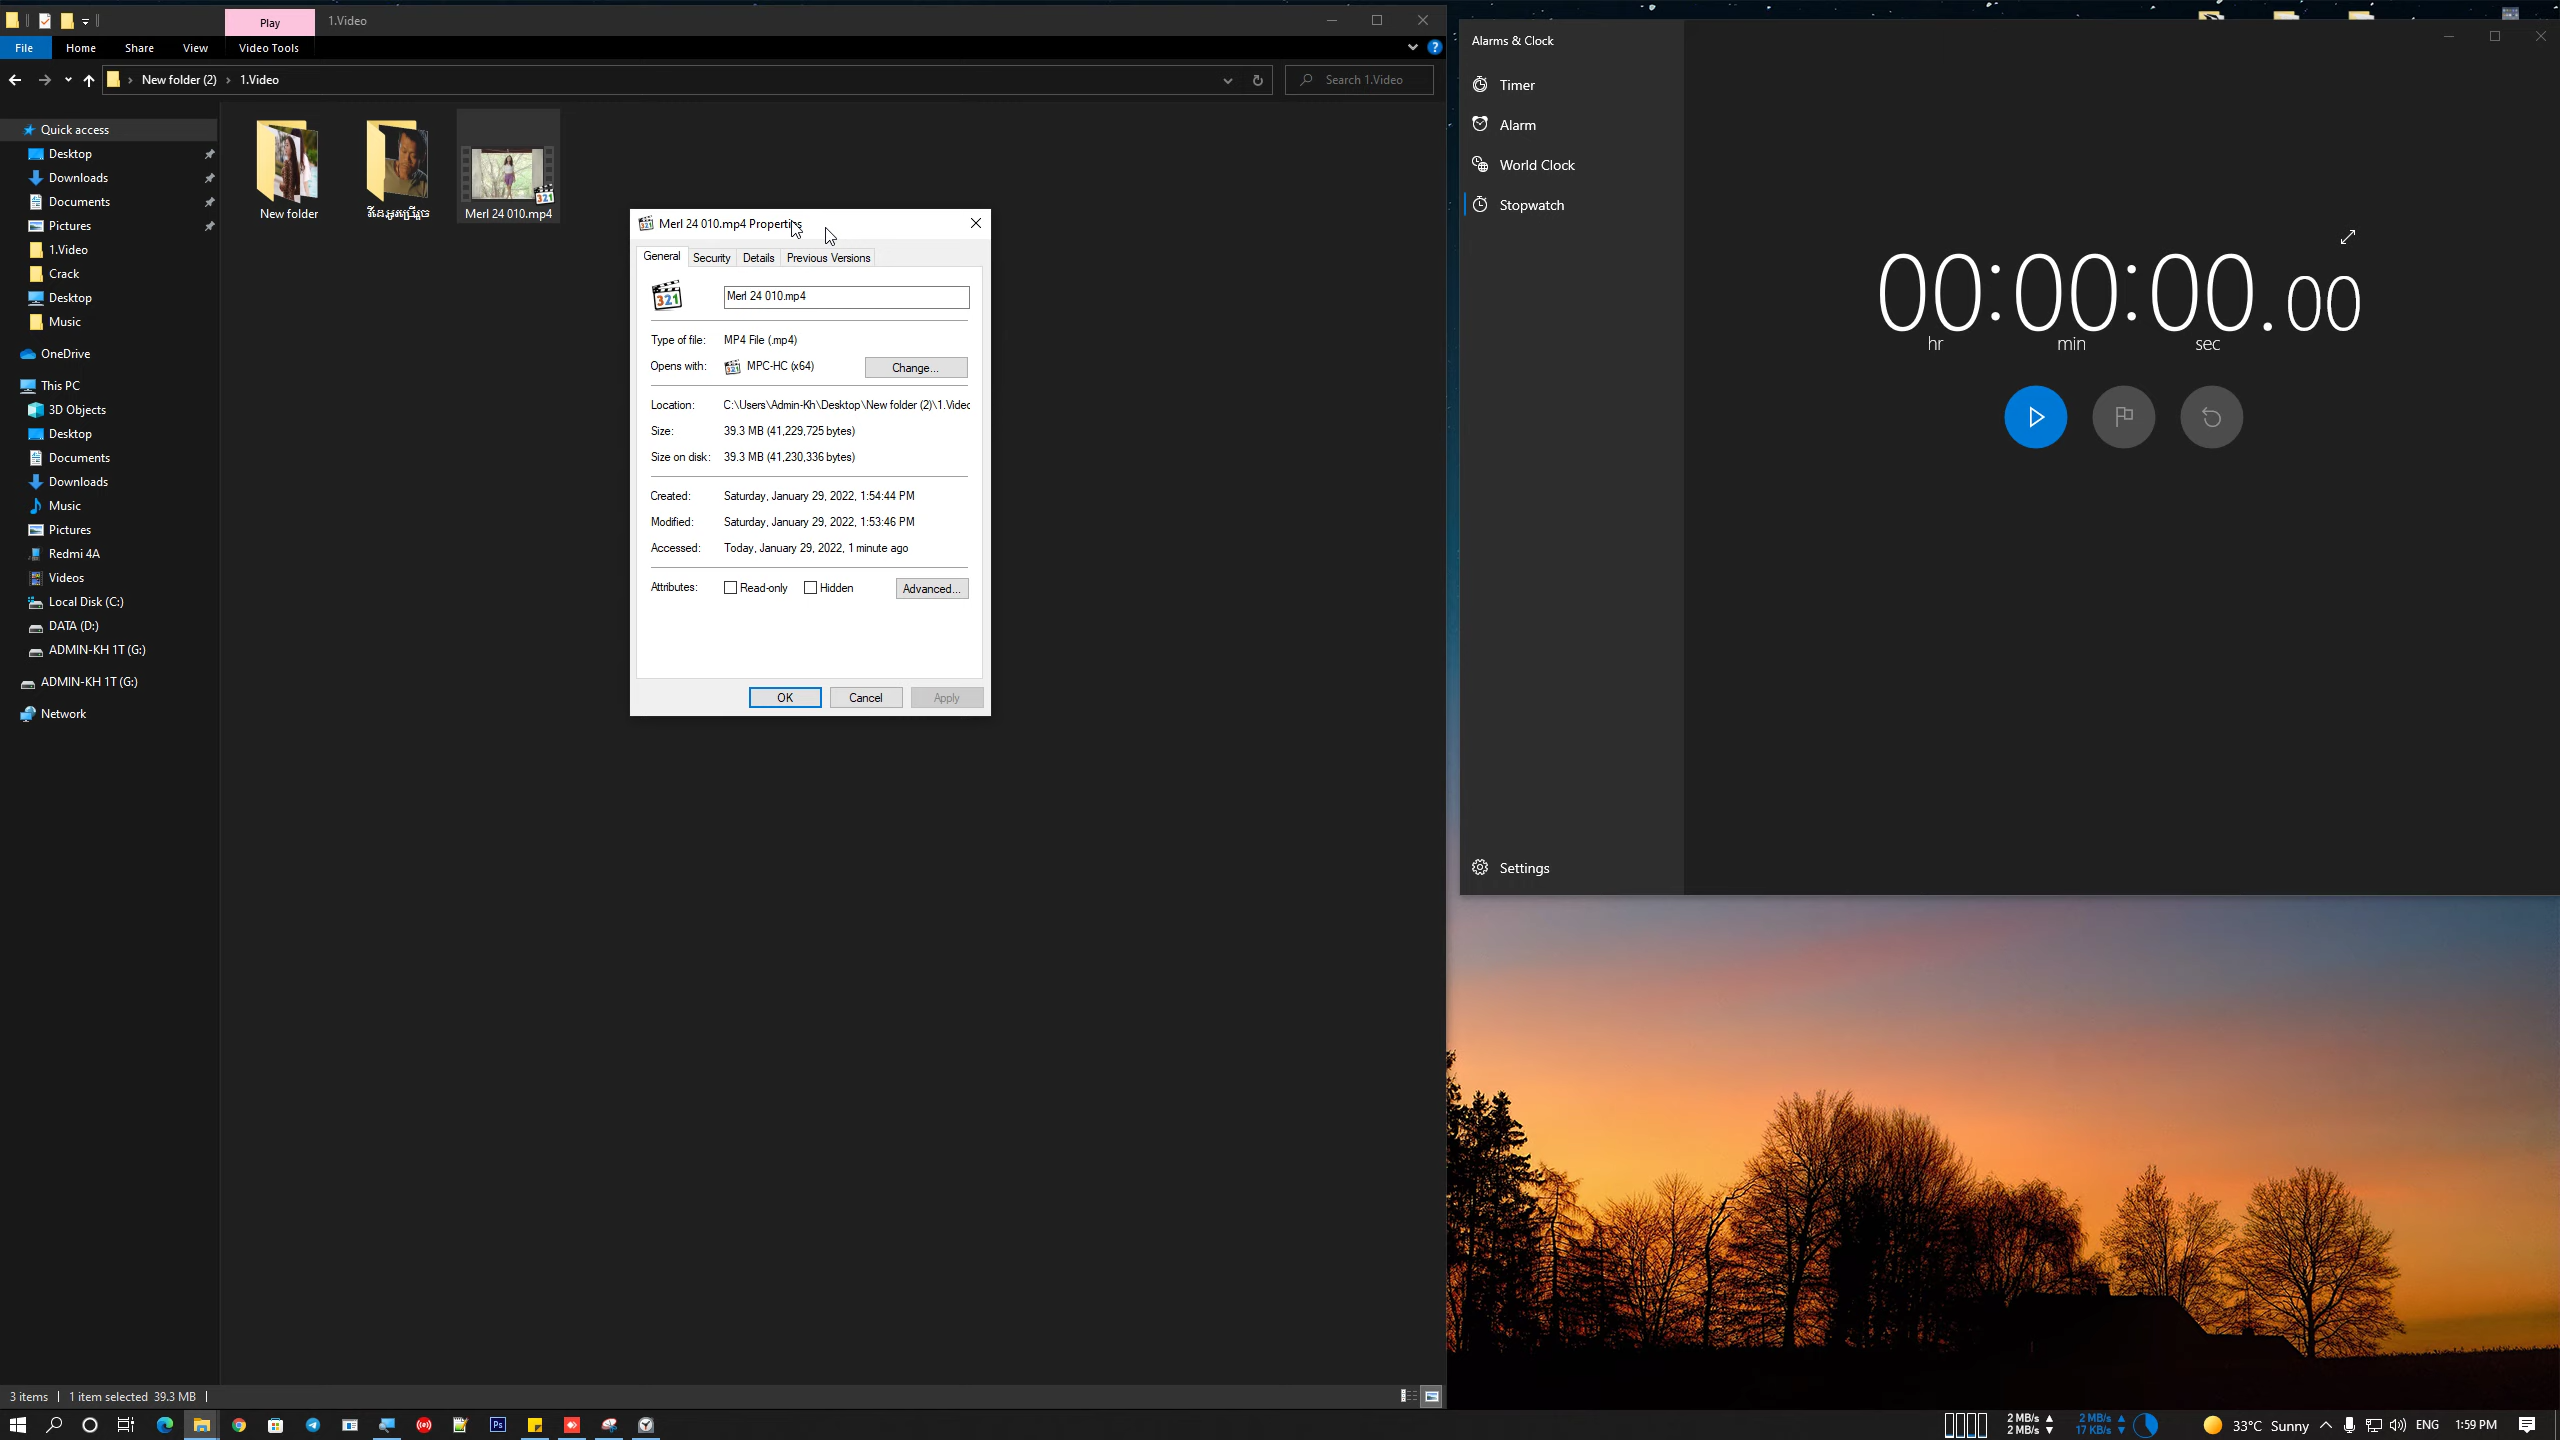 Play
1.Video
File
Home
Share
View
Video Tools
New folder (2)
1.Video
Search 1.Video
Quick access
Desktop
Downloads
Documents
Pictures
1.Video
Crack
Desktop
Music
OneDrive
This PC
3D Objects
Desktop
Documents
Downloads
Music
Pictures
Redmi 4A
Videos
Local Disk (C:)
DATA (D:)
ADMIN-KH 1T (G:)
ADMIN-KH 1T (G:)
Network
New folder
Merl 24 010.mp4
Merl 24 010.mp4 Properties
General
Security
Details
Previous Versions
321
Merl 24 010.mp4
Type of file: MP4 File (.mp4)
Opens with: MPC-HC (x64)
Change...
Location: C:\Users\Admin-Kh\Desktop\New folder (2)\1.Video
Size: 39.3 MB (41,229,725 bytes)
Size on disk: 39.3 MB (41,230,336 bytes)
Created: Saturday, January 29, 2022, 1:54:44 PM
Modified: Saturday, January 29, 2022, 1:53:46 PM
Accessed: Today, January 29, 2022, 1 minute ago
Attributes: Read-only Hidden
Advanced...
OK
Cancel
Apply
3 items
1 item selected 39.3 MB
Alarms & Clock
Timer
Alarm
World Clock
Stopwatch
Settings
00:00:00.00
hr
min
sec
Ps
2 MB/s
2 MB/s
2 MB/s
17 KB/s
33°C Sunny
ENG
1:59 PM